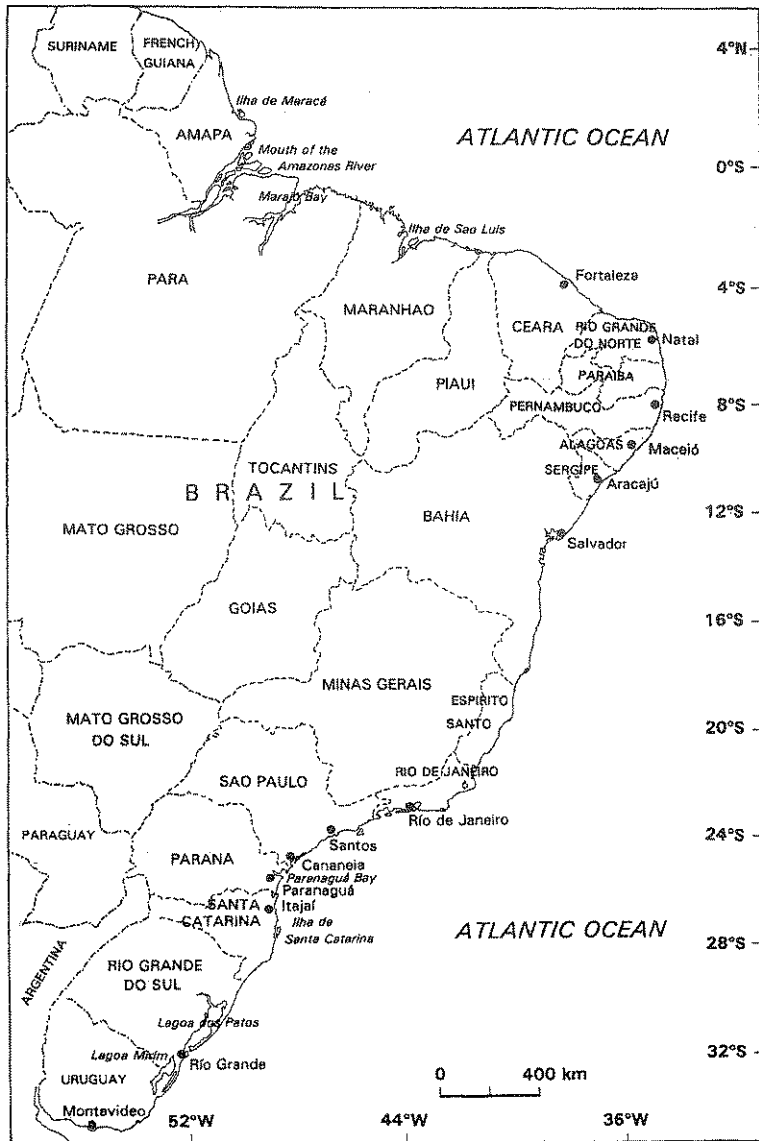 SURINAME
FRENCH
GUIANA
4°N
Ilha de Maracá
AMAPA
ATLANTIC OCEAN
Mouth of the
Amazonas River
0°S
Marajo Bay
Ilha de Sao Luis
PARA
Fortaleza
4°S
MARANHAO
CEARA
RIO GRANDE
DO NORTE
Natal
PIAUI
PARAIBA
PERNAMBUCO
8°S
Recife
ALAGOAS
Maceió
TOCANTINS
SERGIPE
BRAZIL
Aracajú
MATO GROSSO
BAHIA
12°S
Salvador
GOIAS
16°S
MINAS GERAIS
ESPIRITO
SANTO
MATO GROSSO
DO SUL
20°S
RIO DE JANEIRO
SAO PAULO
Río de Janeiro
PARAGUAY
Santos
24°S
PARANA
Cananeia
Paranaguá Bay
Paranaguá
SANTA
CATARINA
Itajaí
Ilha de
Santa Catarina
ATLANTIC OCEAN
28°S
ARGENTINA
RIO GRANDE
DO SUL
Lagoa dos Patos
Lagoa Mirim
Río Grande
32°S
URUGUAY
0 400 km
Montevideo
52°W 44°W 36°W